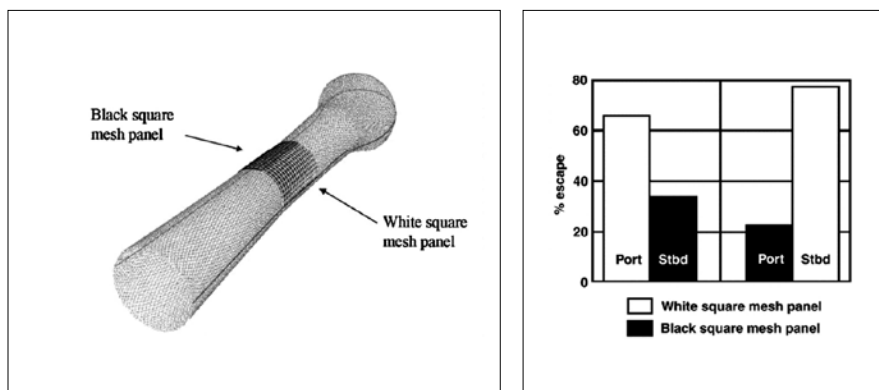 Black square
mesh panel
White square
mesh panel
80
60
40
20
0
% escape
Port
Stbd
Port
Stbd
White square mesh panel
Black square mesh panel